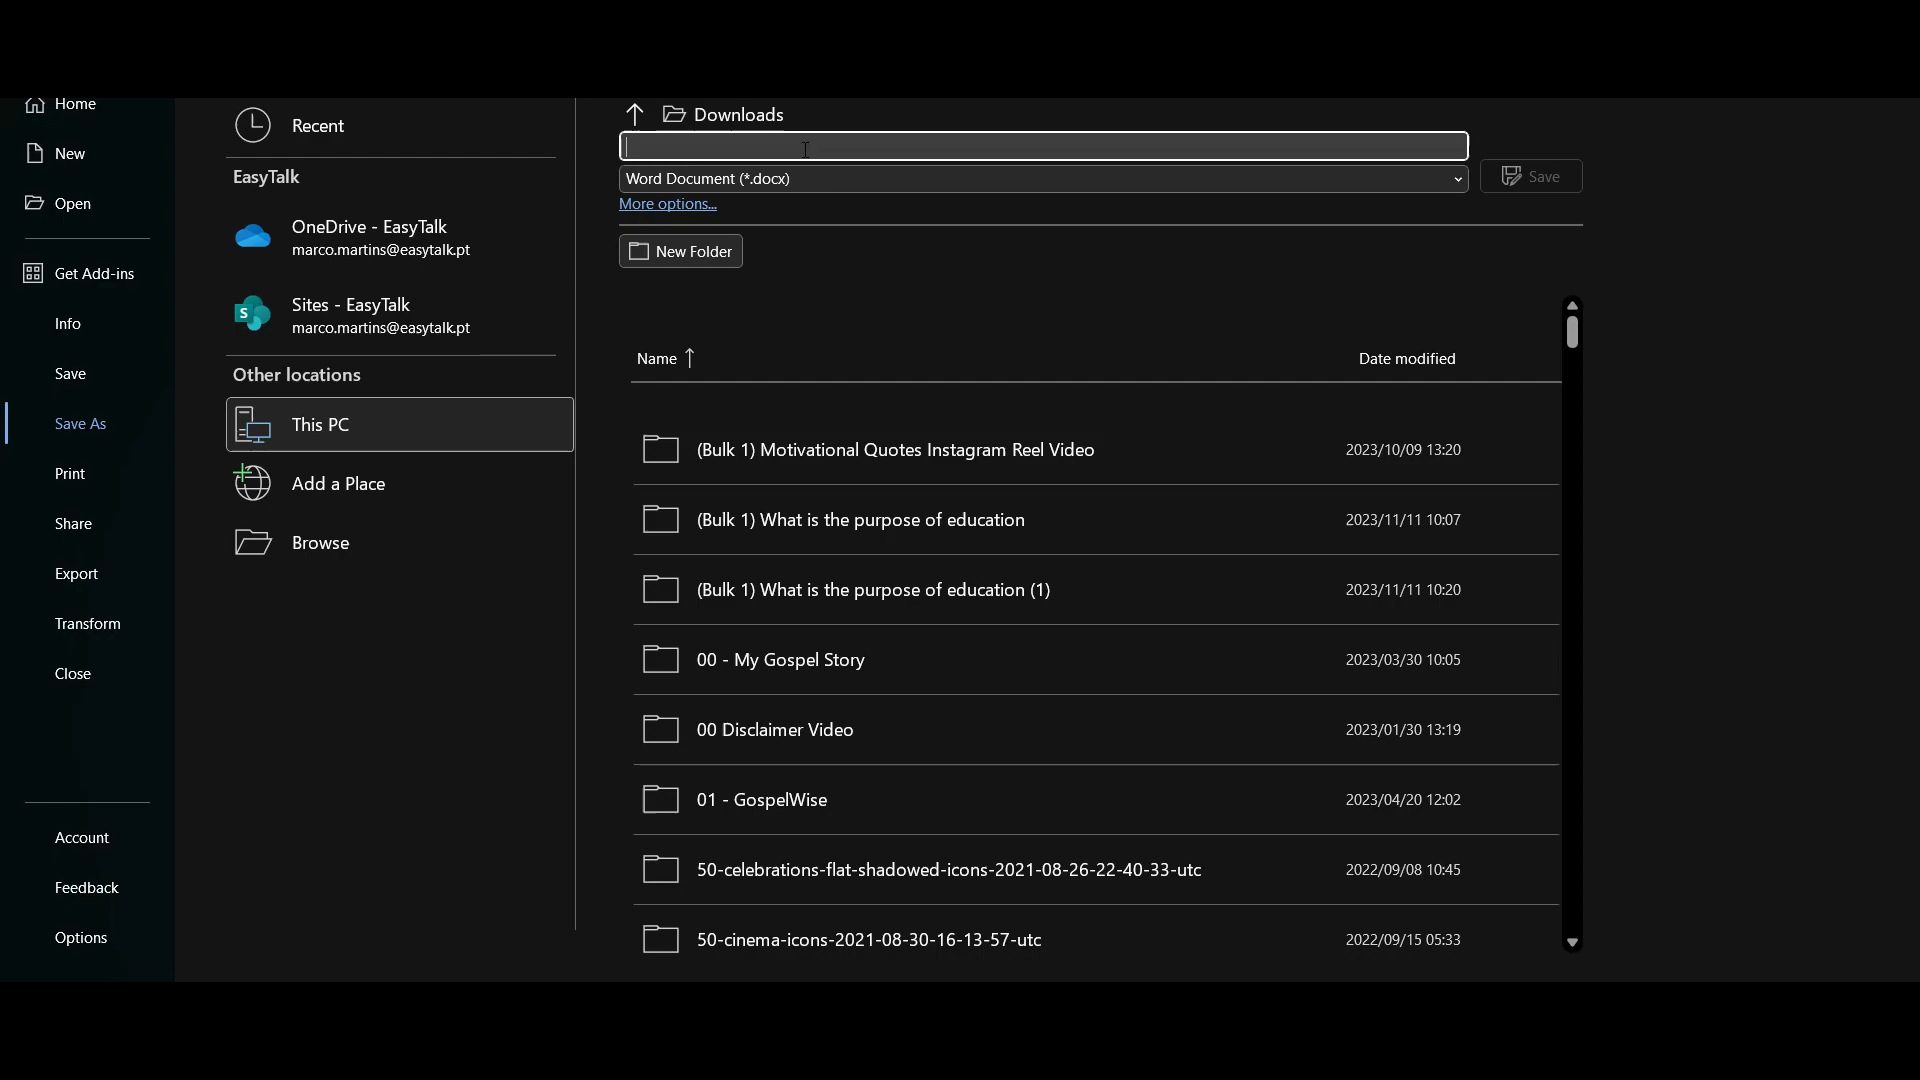 Home
New
Open
Get Add-ins
Info
Save
Save As
Print
Share
Export
Transform
Close
Account
Feedback
Options
Recent
EasyTalk
OneDrive - EasyTalk
marco.martins@easytalk.pt
S
Sites - EasyTalk
marco.martins@easytalk.pt
Other locations
This PC
Add a Place
Browse
Downloads
Word Document (*.docx)
Save
More options...
New Folder
Name Date modified
(Bulk 1) Motivational Quotes Instagram Reel Video 2023/10/09 13:20
(Bulk 1) What is the purpose of education 2023/11/11 10:07
(Bulk 1) What is the purpose of education (1) 2023/11/11 10:20
00 - My Gospel Story 2023/03/30 10:05
00 Disclaimer Video 2023/01/30 13:19
01 - GospelWise 2023/04/20 12:02
50-celebrations-flat-shadowed-icons-2021-08-26-22-40-33-utc 2022/09/08 10:45
50-cinema-icons-2021-08-30-16-13-57-utc 2022/09/15 05:33